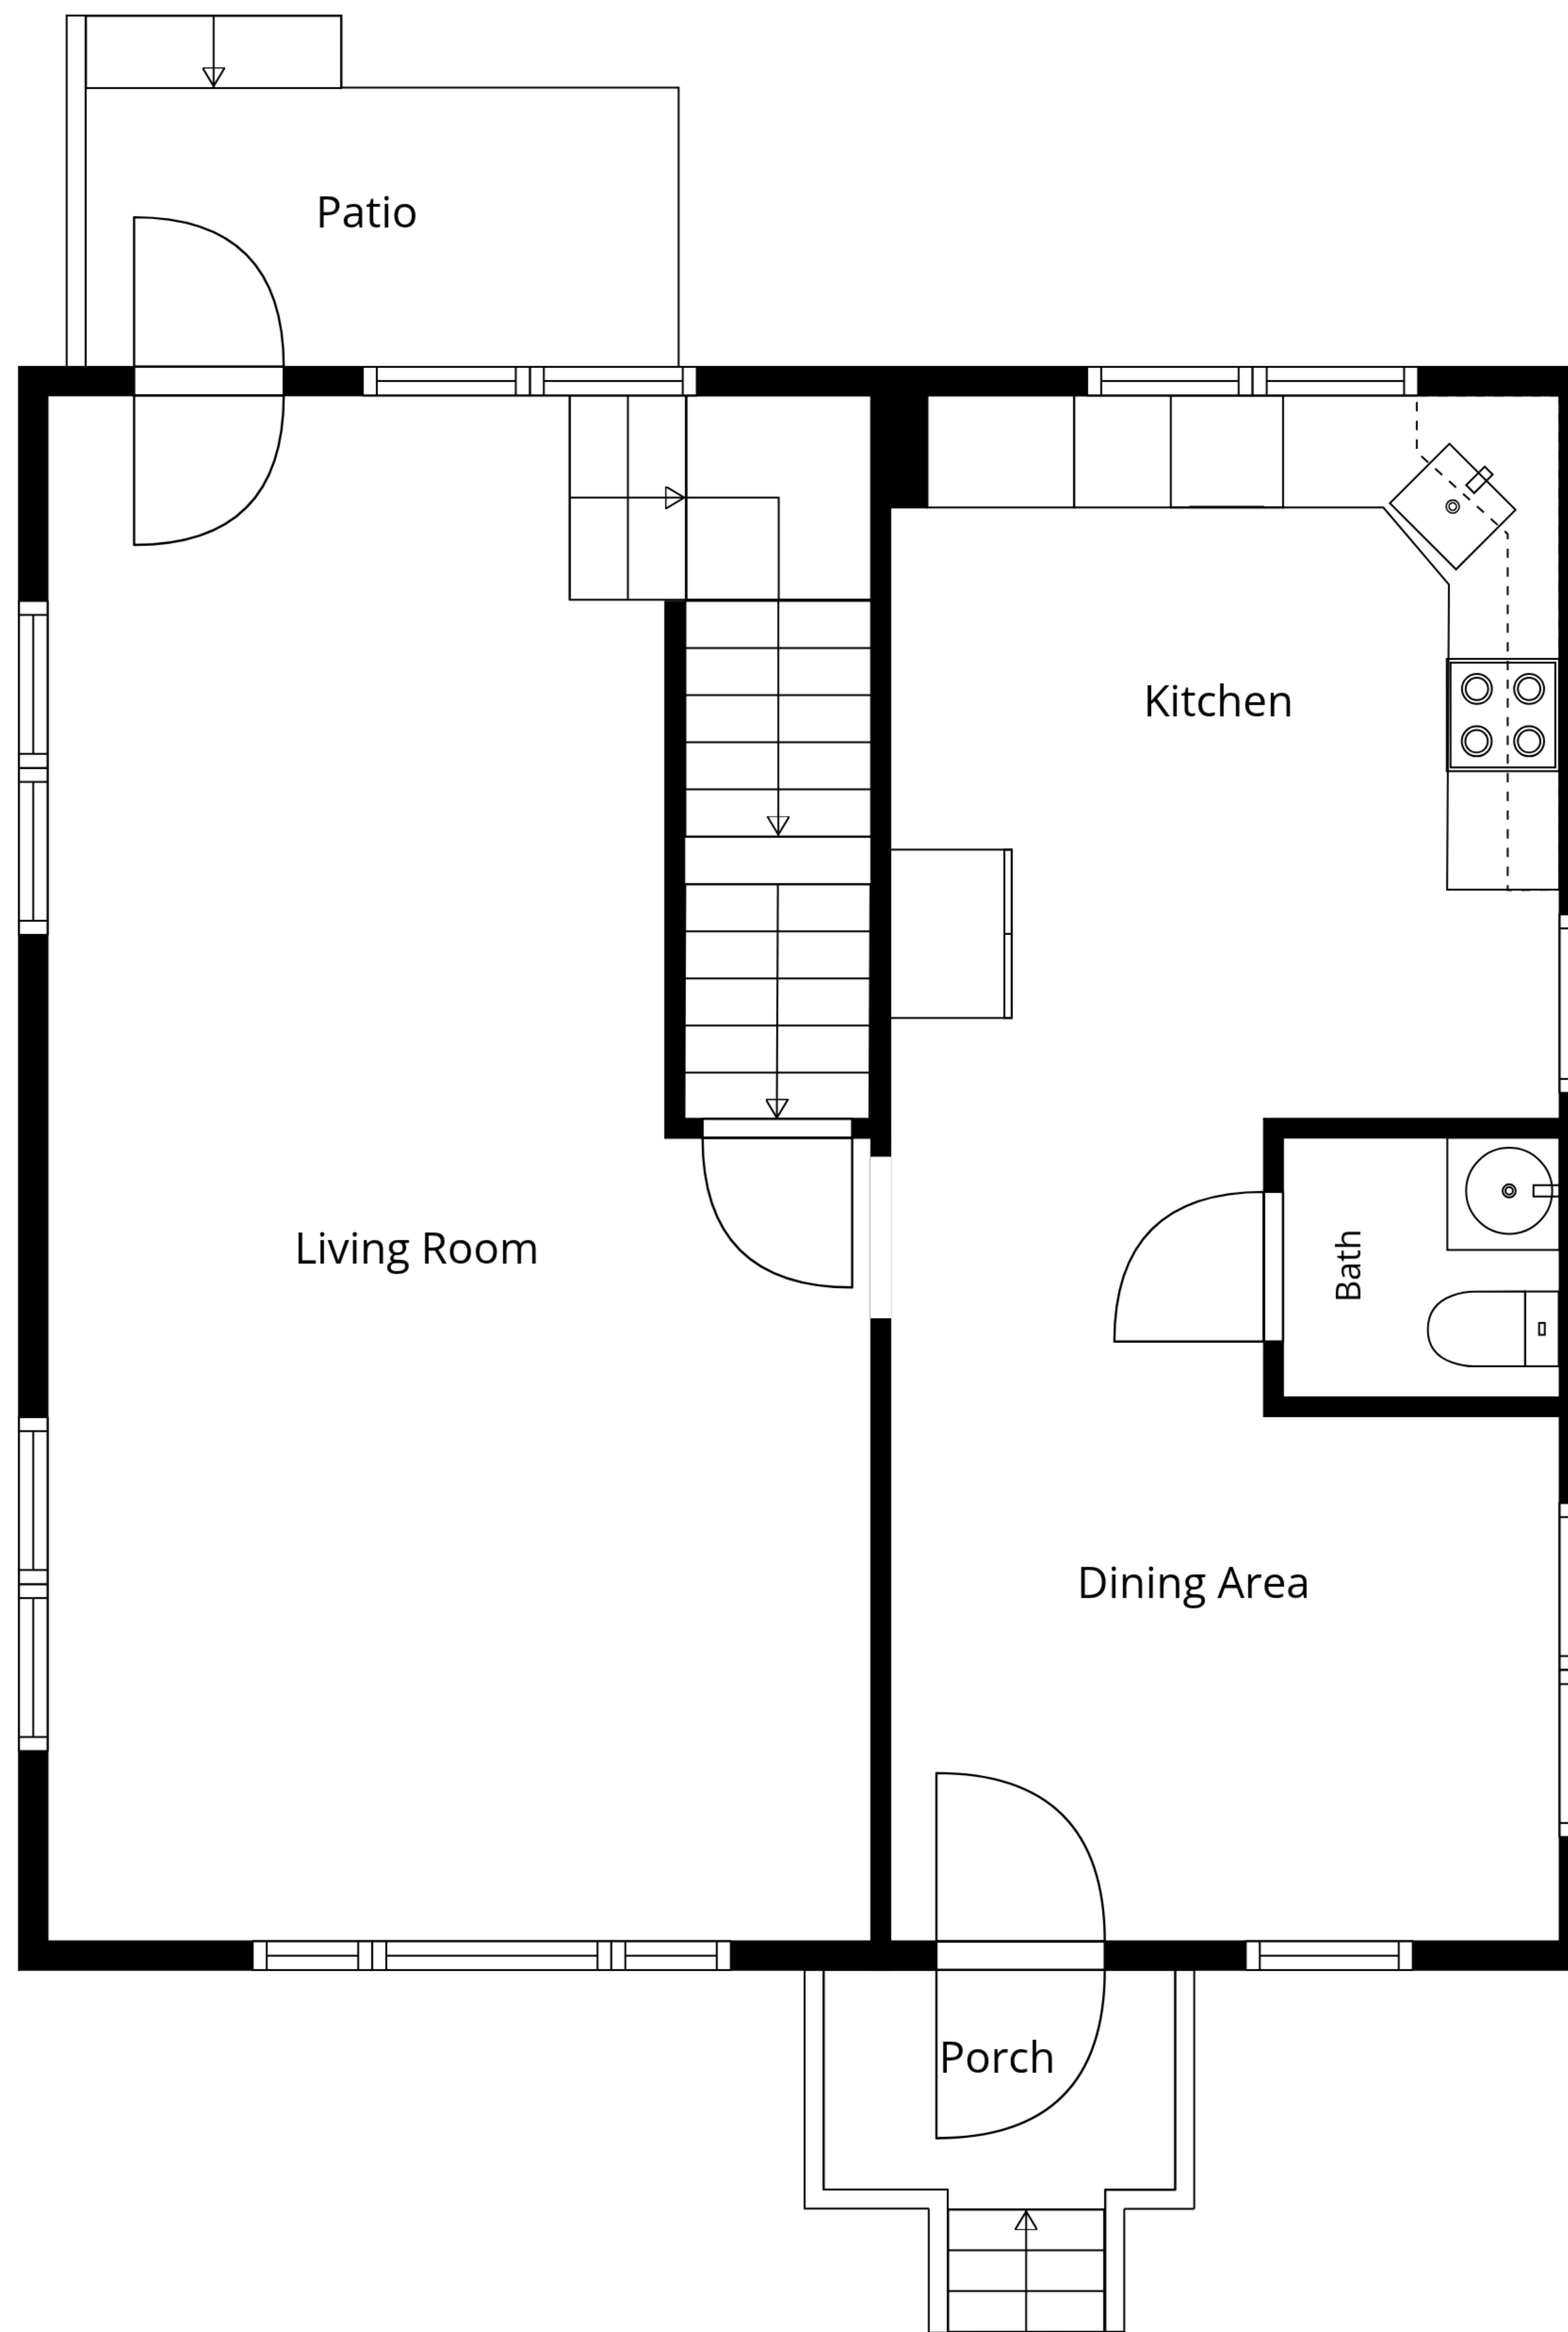 Patio
Kitchen
Living Room
Bath
Dining Area
Porch